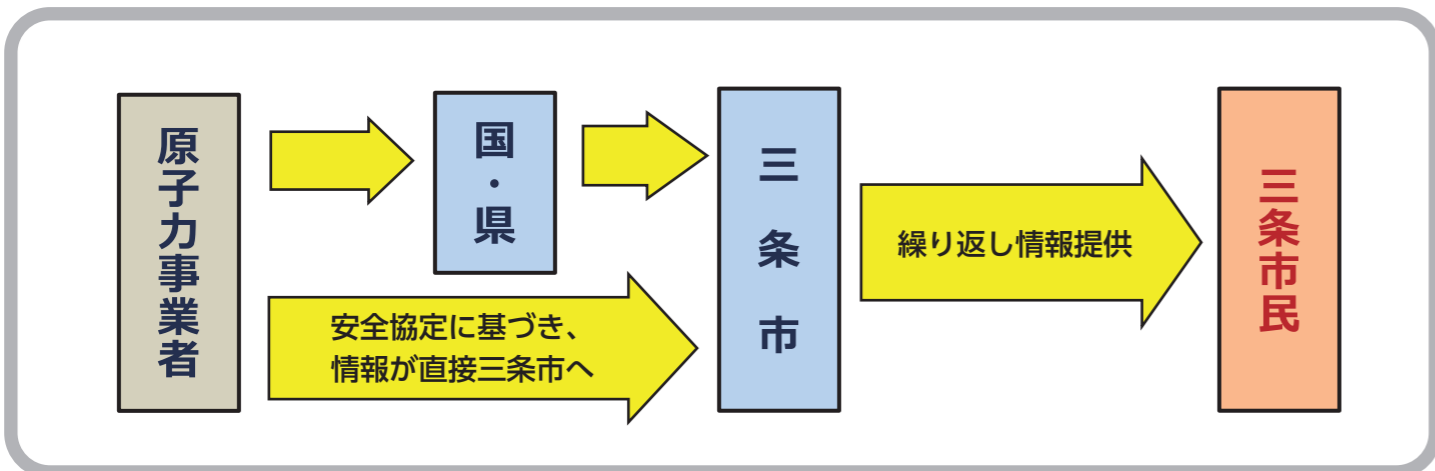 原子力事業者
国・県
安全協定に基づき、
情報が直接三条市へ
三条市
繰り返し情報提供
三条市民